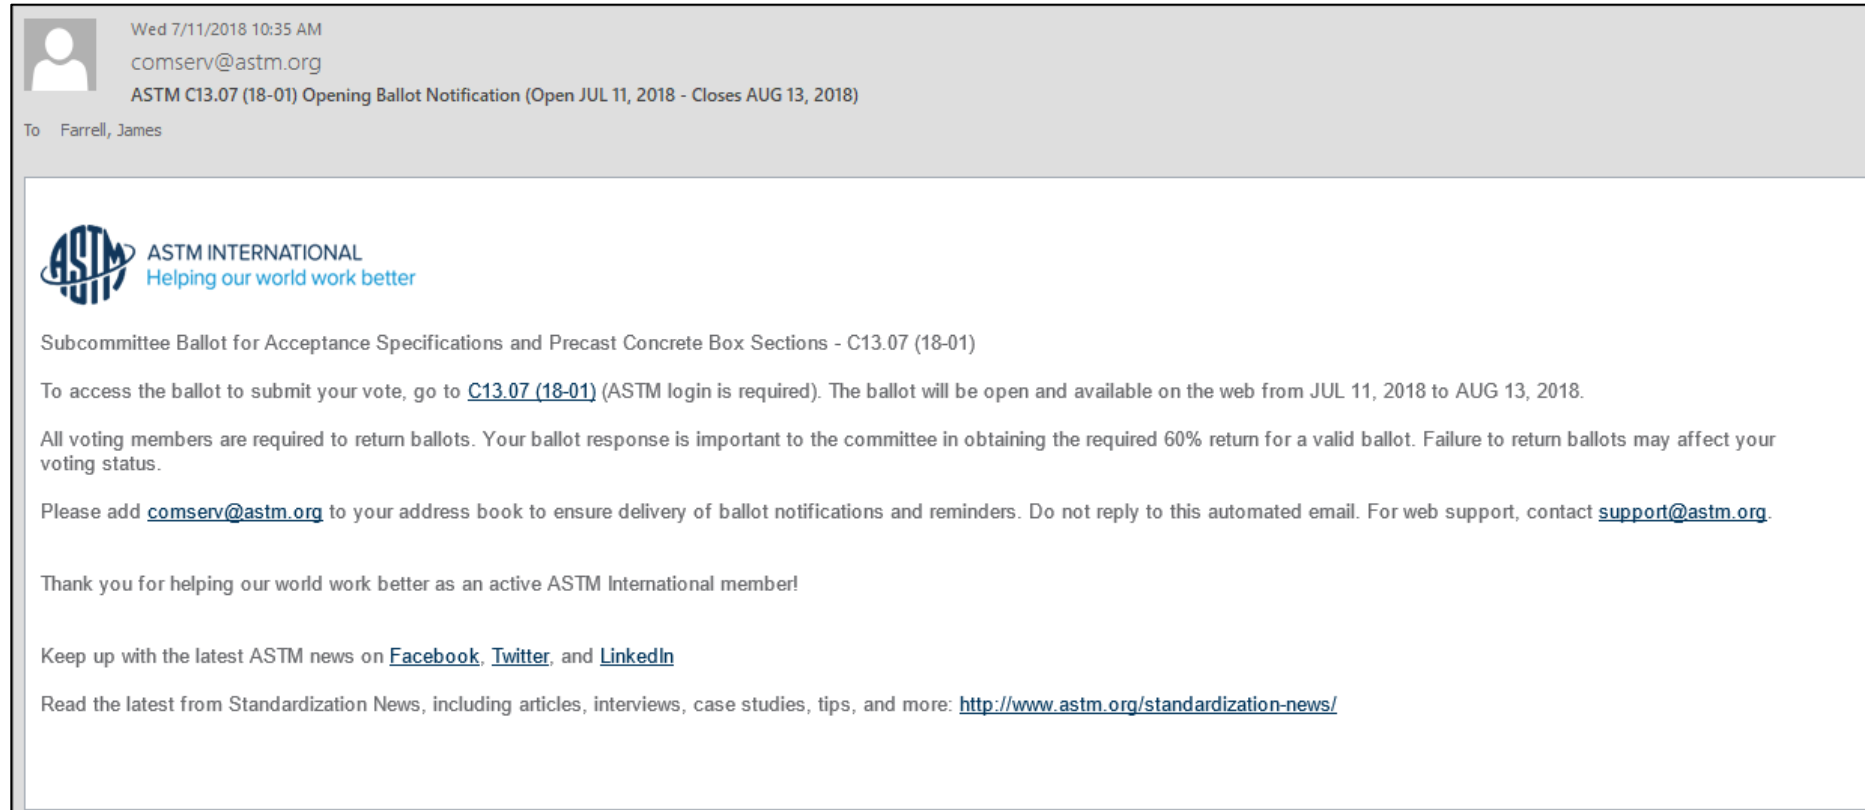 Wed 7/11/2018 10:35 AM
comserv@astm.org
ASTM C13.07 (18-01) Opening Ballot Notification (Open JUL 11, 2018 - Closes AUG 13, 2018)
To Farrell, James
ASTM
ASTM INTERNATIONAL
Helping our world work better
Subcommittee Ballot for Acceptance Specifications and Precast Concrete Box Sections - C13.07 (18-01)
To access the ballot to submit your vote, go to C13.07 (18-01) (ASTM login is required). The ballot will be open and available on the web from JUL 11, 2018 to AUG 13, 2018.
All voting members are required to return ballots. Your ballot response is important to the committee in obtaining the required 60% return for a valid ballot. Failure to return ballots may affect your
voting status.
Please add comserv@astm.org to your address book to ensure delivery of ballot notifications and reminders. Do not reply to this automated email. For web support, contact support@astm.org.
Thank you for helping our world work better as an active ASTM International member!
Keep up with the latest ASTM news on Facebook, Twitter, and LinkedIn
Read the latest from Standardization News, including articles, interviews, case studies, tips, and more: http://www.astm.org/standardization-news/